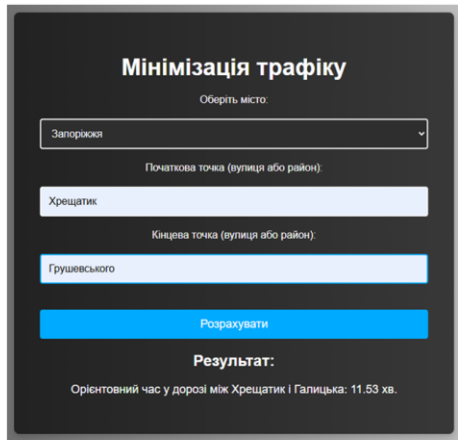 Мінімізація трафіку
Оберіть місто:
Запоріжжя
Початкова точка (вулиця або район):
Хрещатик
Кінцева точка (вулиця або район):
Грушевського
Розрахувати
Результат:
Орієнтовний час у дорозі між Хрещатик і Галицька: 11.53 хв.